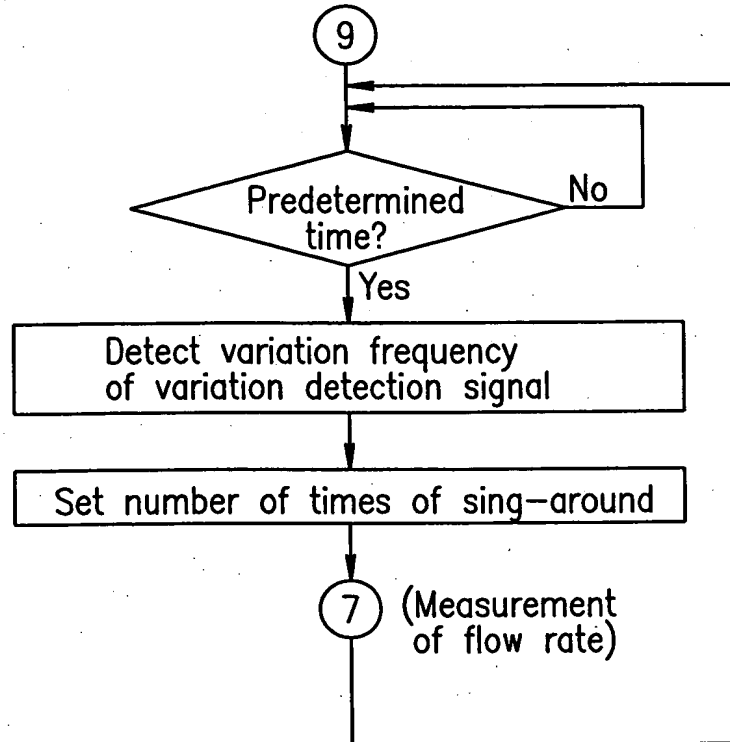 9
Predetermined
time?
No
Yes
Detect variation frequency
of variation detection signal
Set number of times of sing-around
7
(Measurement
of flow rate)